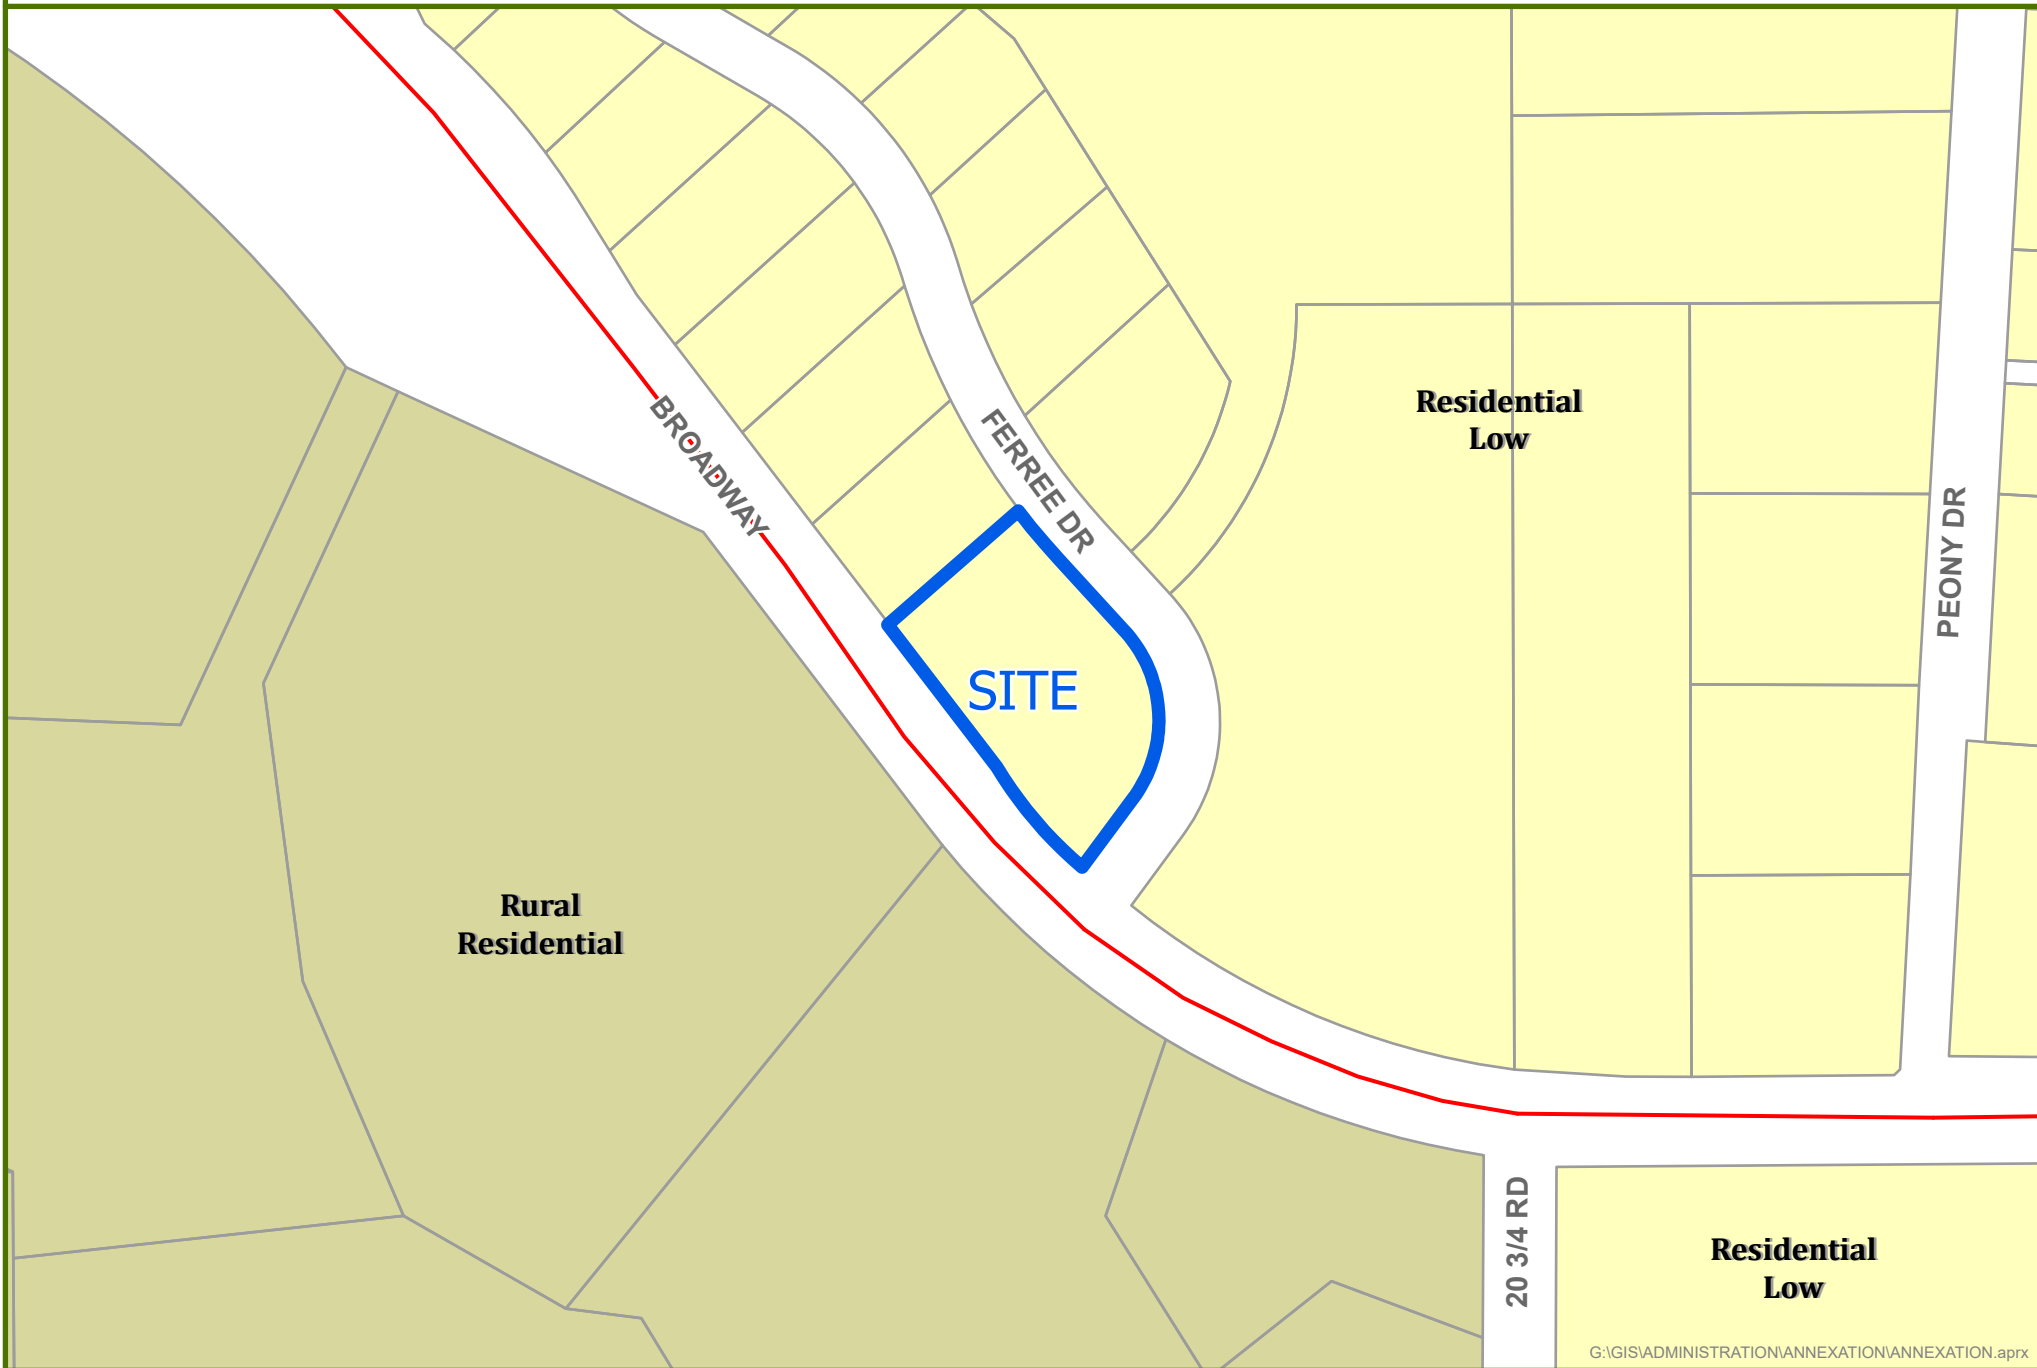 Residential
Low
BROADWAY
FERREE DR
PEONY DR
SITE
Rural
Residential
20 3/4 RD
Residential
Low
G:\GIS\ADMINISTRATION\ANNEXATION\ANNEXATION.aprx